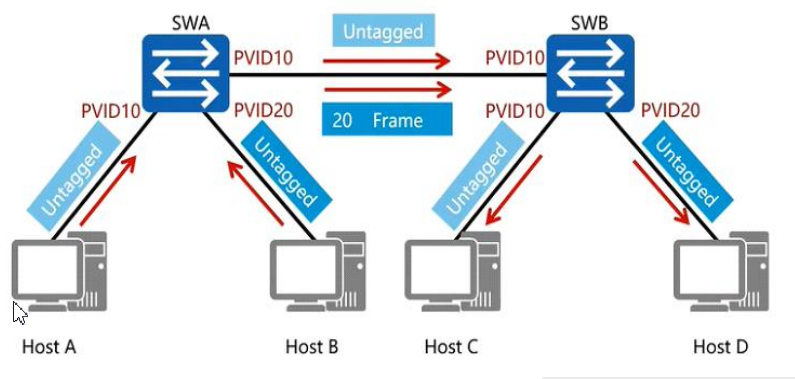 SWA
SWB
Untagged
PVID10
PVID10
PVID10
PVID20
20 Frame
PVID10
PVID20
Untagged
Untagged
Untagged
Untagged
Host A
Host B
Host C
Host D